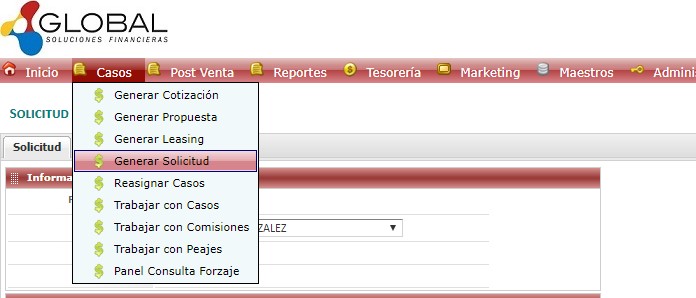 GLOBAL
SOLUCIONES FINANCIERAS
Inicio Casos Post Venta Reportes Tesorería Marketing Maestros Adminis
SOLICITUD
Solicitud
Generar Cotización
Generar Propuesta
Generar Leasing
Generar Solicitud
Reasignar Casos
Trabajar con Casos
Trabajar con Comisiones
Trabajar con Peajes
Panel Consulta Forzaje
Informa
ZALEZ